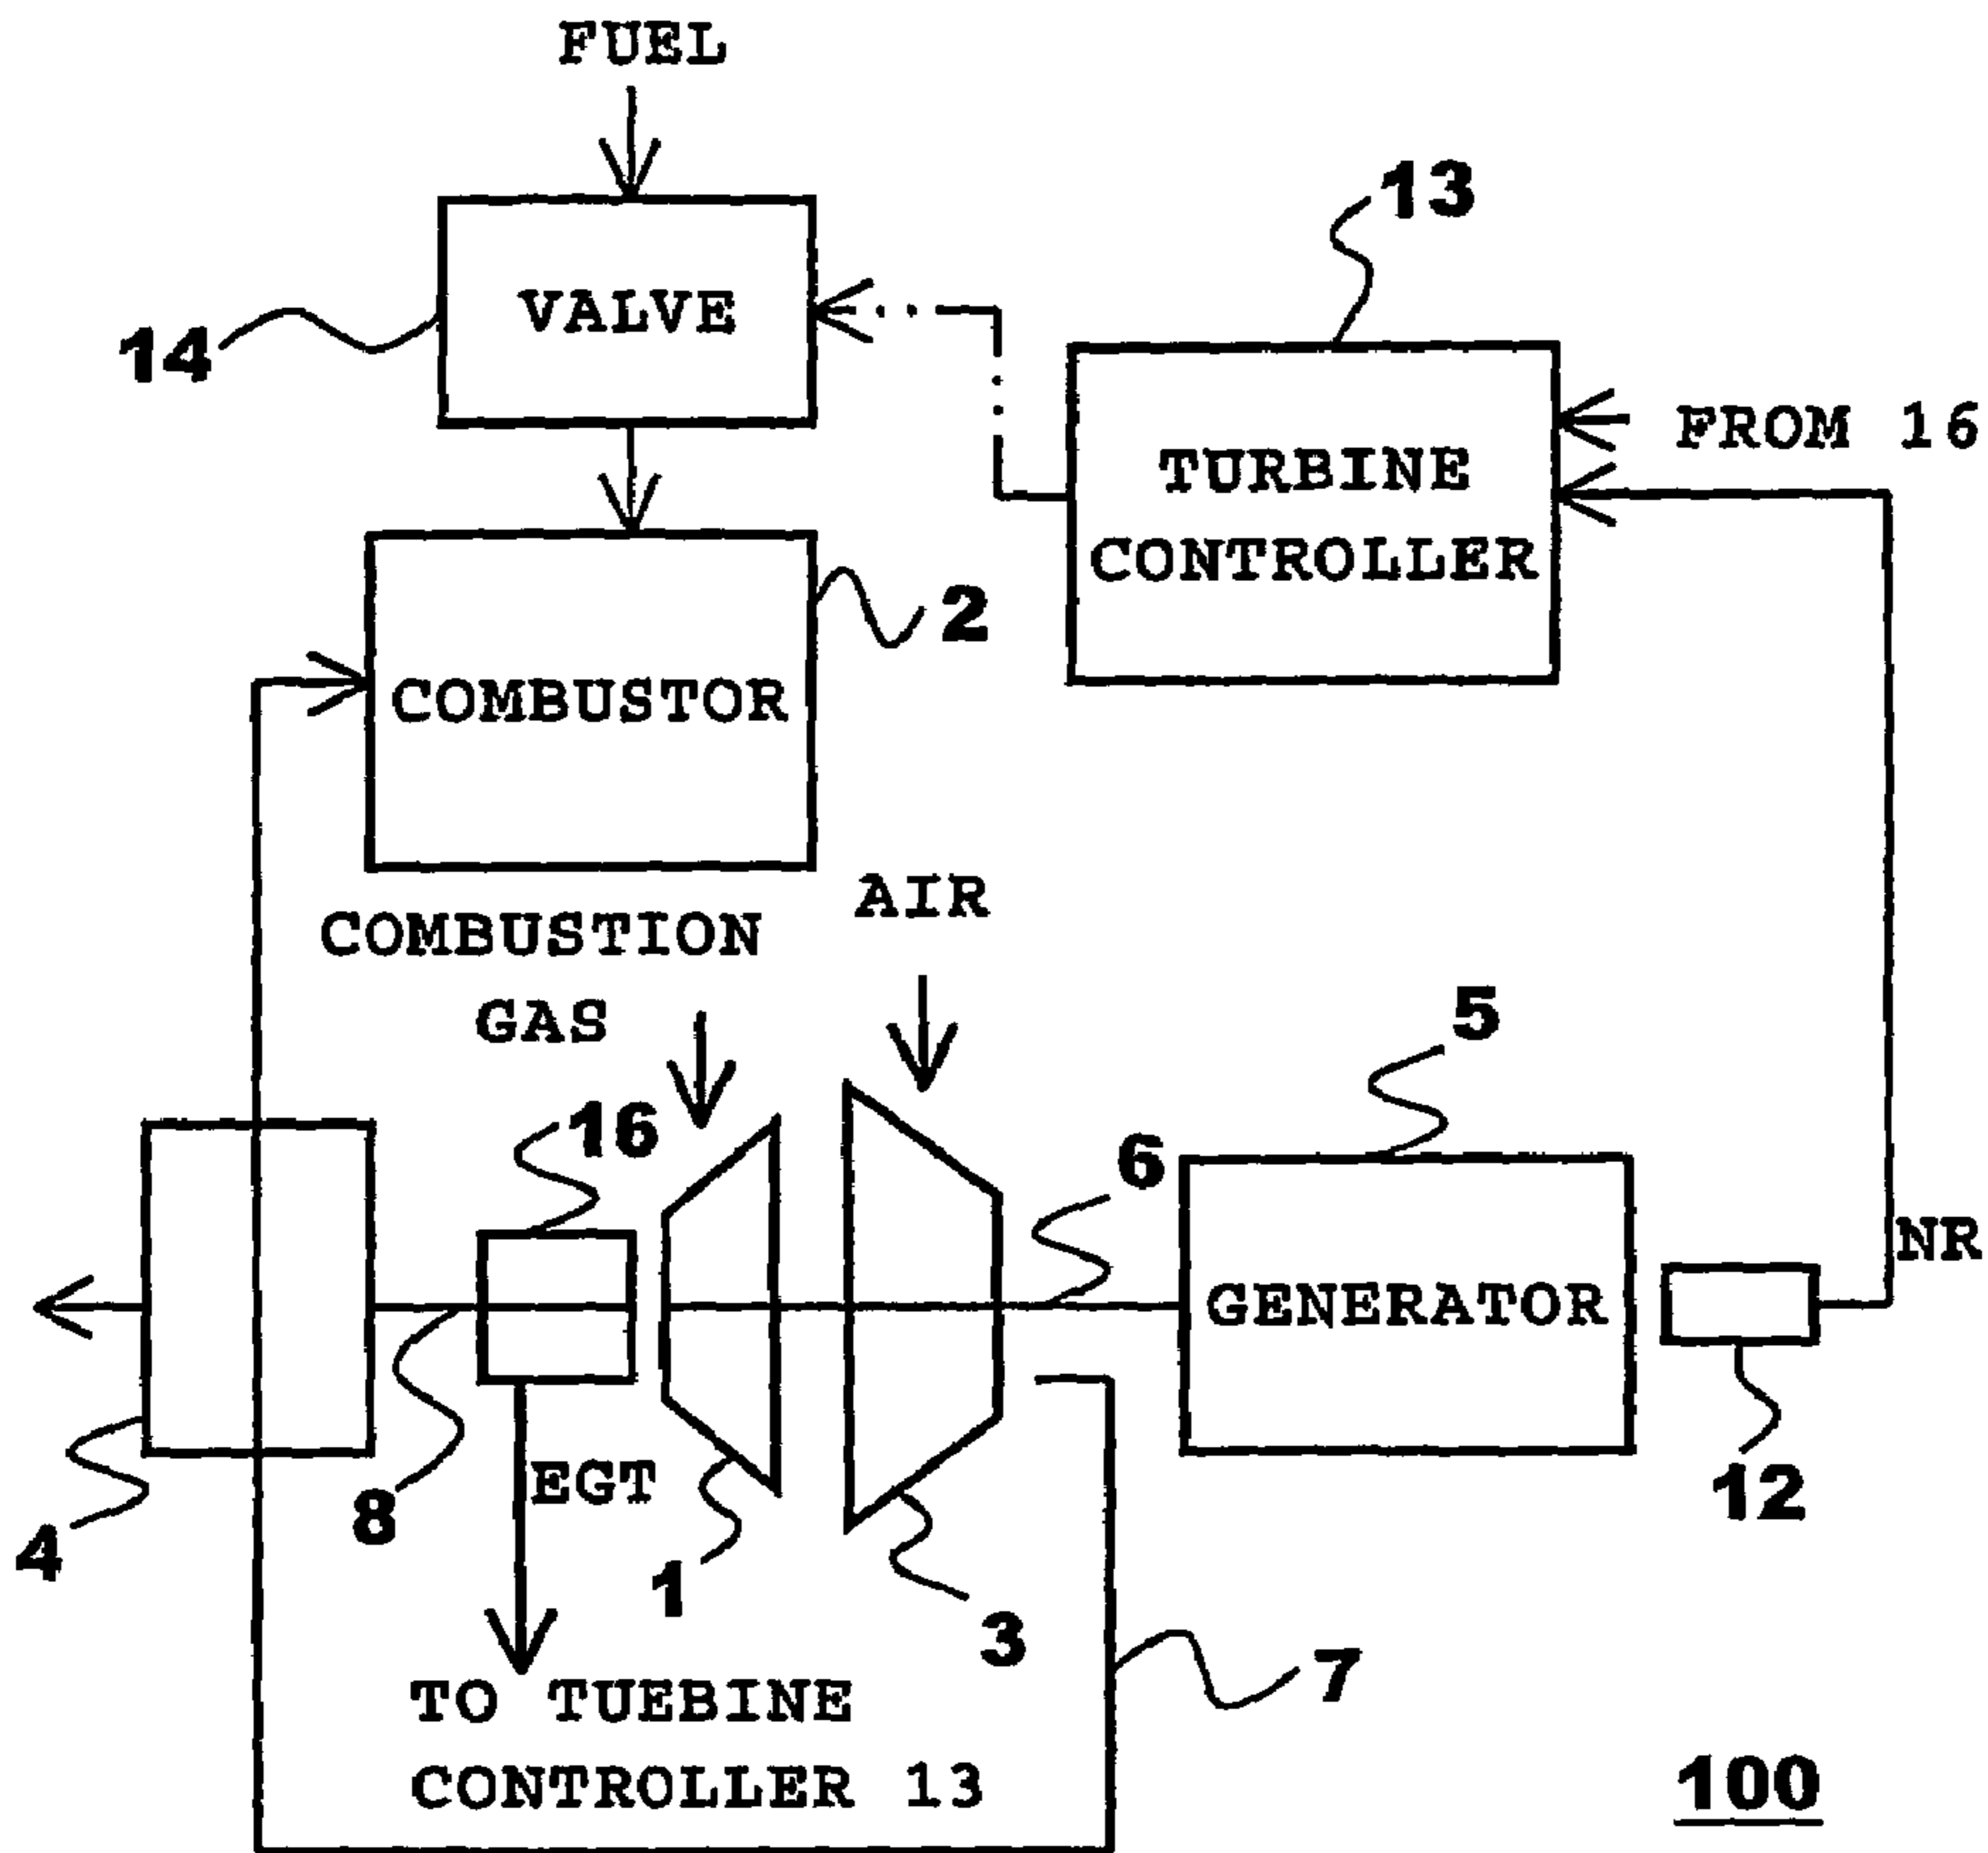 FUEL
13
VALVE
14
FROM 16
TURBINE
CONTROLLER
2
COMBUSTOR
AIR
COMBUSTION
GAS
5
16
6
NR
GENERATOR
EGT
12
8
4
1
3
7
TO TUEBINE
CONTROLLER 13
100